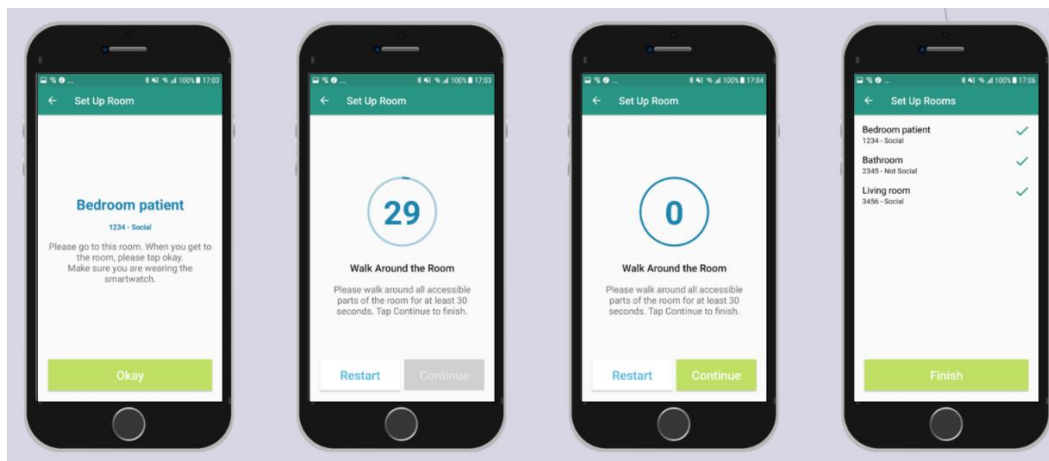 ... 100% 17:03
Set Up Room
Bedroom patient
1234 - Social
Please go to this room. When you get to
the room, please tap okay.
Make sure you are wearing the
smartwatch.
Okay
... 100% 17:03
Set Up Room
29
Walk Around the Room
Please walk around all accessible
parts of the room for at least 30
seconds. Tap Continue to finish.
Restart Continue
... 100% 17:04
Set Up Room
0
Walk Around the Room
Please walk around all accessible
parts of the room for at least 30
seconds. Tap Continue to finish.
Restart Continue
... 100% 17:06
Set Up Rooms
Bedroom patient
1234 - Social
Bathroom
2345 - Not Social
Living room
3456 - Social
Finish